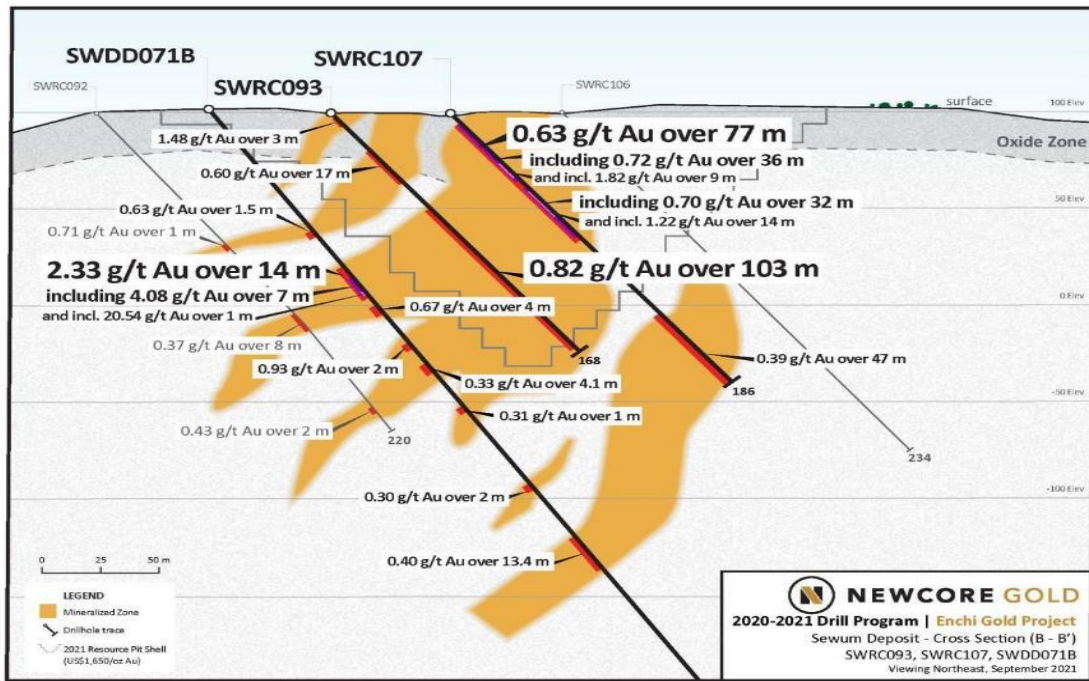 SWDD071B
SWRC092
SWRC093
SWRC107
SWRC106
surface
100 Elev
Oxide Zone
1.48 g/t Au over 3 m
0.60 g/t Au over 17 m
0.63 g/t Au over 77 m
including 0.72 g/t Au over 36 m
and incl. 1.82 g/t Au over 9 m
including 0.70 g/t Au over 32 m
and incl. 1.22 g/t Au over 14 m
50 Elev
0.63 g/t Au over 1.5 m
0.71 g/t Au over 1 m
2.33 g/t Au over 14 m
including 4.08 g/t Au over 7 m
and incl. 20.54 g/t Au over 1 m
0.82 g/t Au over 103 m
0 Elev
0.67 g/t Au over 4 m
0.37 g/t Au over 8 m
0.93 g/t Au over 2 m
168
0.39 g/t Au over 47 m
0.33 g/t Au over 4.1 m
186
-50 Elev
0.31 g/t Au over 1 m
0.43 g/t Au over 2 m
220
234
0.30 g/t Au over 2 m
-100 Elev
0.40 g/t Au over 13.4 m
0 25 50 m
LEGEND
Mineralized Zone
Drillhole trace
2021 Resource Pit Shell
(US$1,650/oz Au)
NEWCORE GOLD
2020-2021 Drill Program | Enchi Gold Project
Sewum Deposit - Cross Section (B - B')
SWRC093, SWRC107, SWDD071B
Viewing Northeast, September 2021